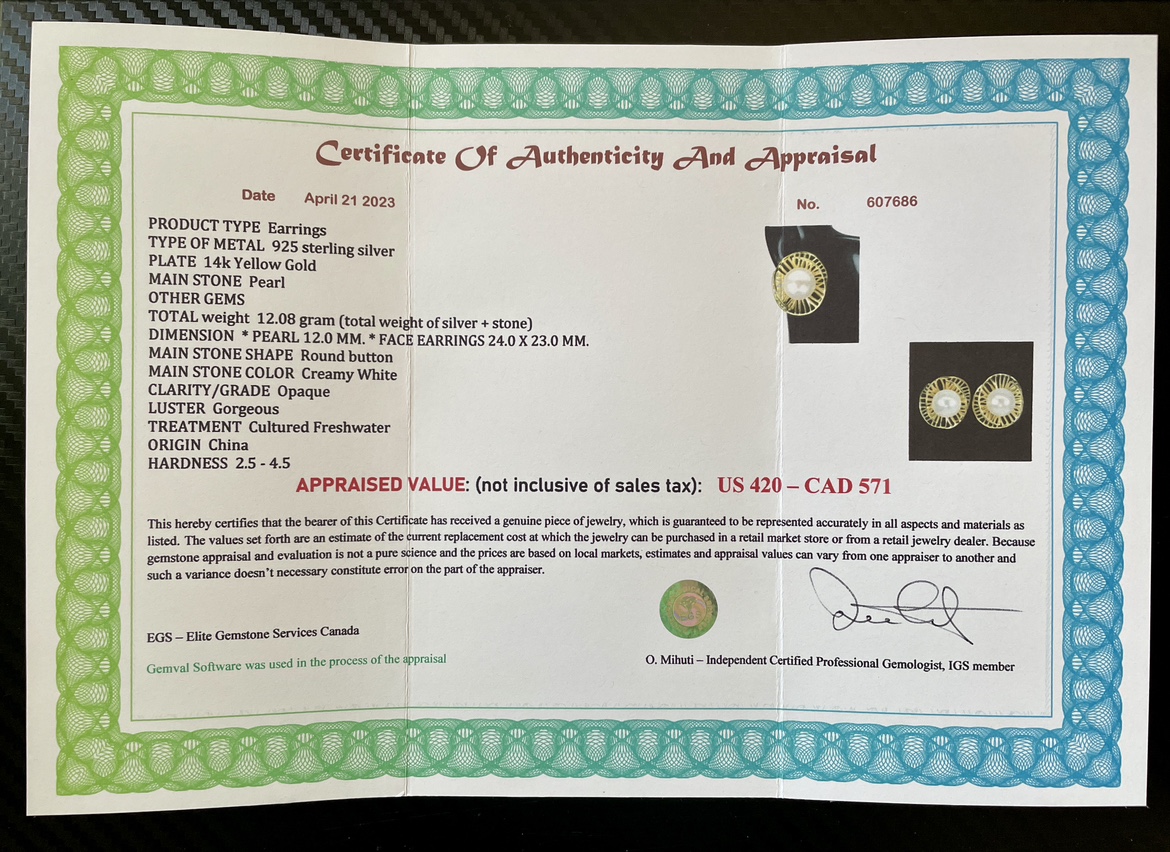 Certificate Of Authenticity And Appraisal
Date April 21 2023 No. 607686
PRODUCT TYPE Earrings
TYPE OF METAL 925 sterling silver
PLATE 14k Yellow Gold
MAIN STONE Pearl
OTHER GEMS
TOTAL weight 12.08 gram (total weight of silver + stone)
DIMENSION * PEARL 12.0 MM. * FACE EARRINGS 24.0 X 23.0 MM.
MAIN STONE SHAPE Round button
MAIN STONE COLOR Creamy White
CLARITY/GRADE Opaque
LUSTER Gorgeous
TREATMENT Cultured Freshwater
ORIGIN China
HARDNESS 2.5 - 4.5
APPRAISED VALUE: (not inclusive of sales tax): US 420 – CAD 571
This hereby certifies that the bearer of this Certificate has received a genuine piece of jewelry, which is guaranteed to be represented accurately in all aspects and materials as
listed. The values set forth are an estimate of the current replacement cost at which the jewelry can be purchased in a retail market store or from a retail jewelry dealer. Because
gemstone appraisal and evaluation is not a pure science and the prices are based on local markets, estimates and appraisal values can vary from one appraiser to another and
such a variance doesn't necessary constitute error on the part of the appraiser.
EGS – Elite Gemstone Services Canada
Gemval Software was used in the process of the appraisal
O. Mihuti – Independent Certified Professional Gemologist, IGS member